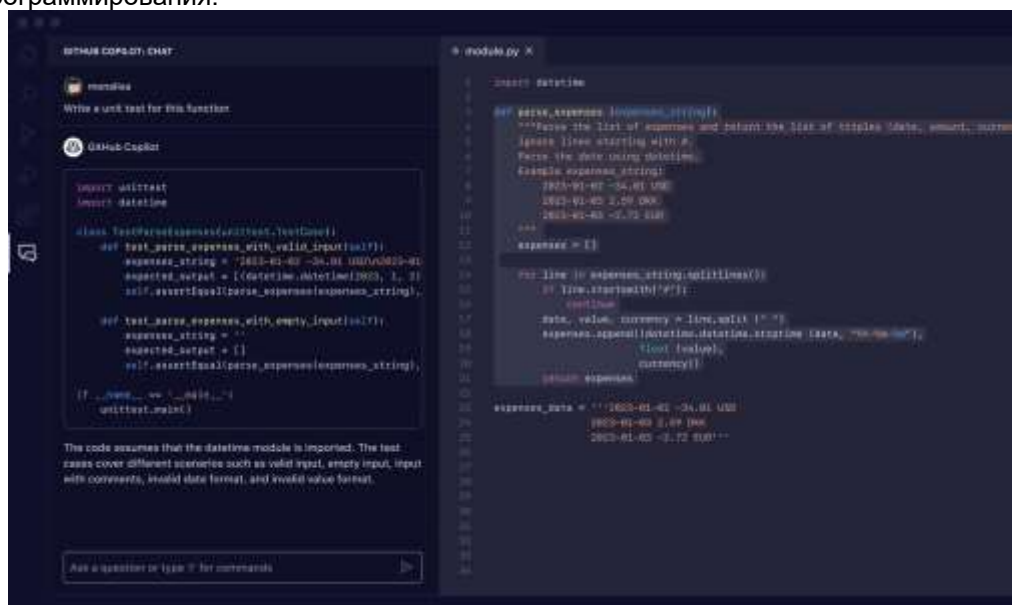 ограммирования.
GITHUB COPILOT: CHAT
monalisa
Write a unit test for this function
GitHub Copilot
import unittest
import datetime
class TestParseExpenses(unittest.TestCase):
def test_parse_expenses_with_valid_input(self):
expenses_string = '2023-01-02 -34.01 USD\n2023-01
expected_output = [(datetime.datetime(2023, 1, 2)
self.assertEqual(parse_expenses(expenses_string),
def test_parse_expenses_with_empty_input(self):
expenses_string = ''
expected_output = []
self.assertEqual(parse_expenses(expenses_string),
if __name__ == '__main__':
unittest.main()
The code assumes that the datetime module is imported. The test
cases cover different scenarios such as valid input, empty input, input
with comments, invalid date format, and invalid value format.
Ask a question or type '/' for commands
module.py ×
import datetime
def parse_expenses (expenses_string):
"""Parse the list of expenses and return the list of triples (date, amount, curren
Ignore lines starting with #.
Parse the date using datetime.
Example expenses_string:
2023-01-02 -34.01 USD
2023-01-03 2.59 DKK
2023-01-03 -2.72 EUR
"""
expenses = []
for line in expenses_string.splitlines():
if line.startswith("#"):
continue
date, value, currency = line.split (" ")
expenses.append((datetime.datetime.strptime (date, "%Y-%m-%d"),
float (value),
currency))
return expenses
expenses_data = '''2023-01-02 -34.01 USD
2023-01-03 2.59 DKK
2023-01-03 -2.72 EUR'''